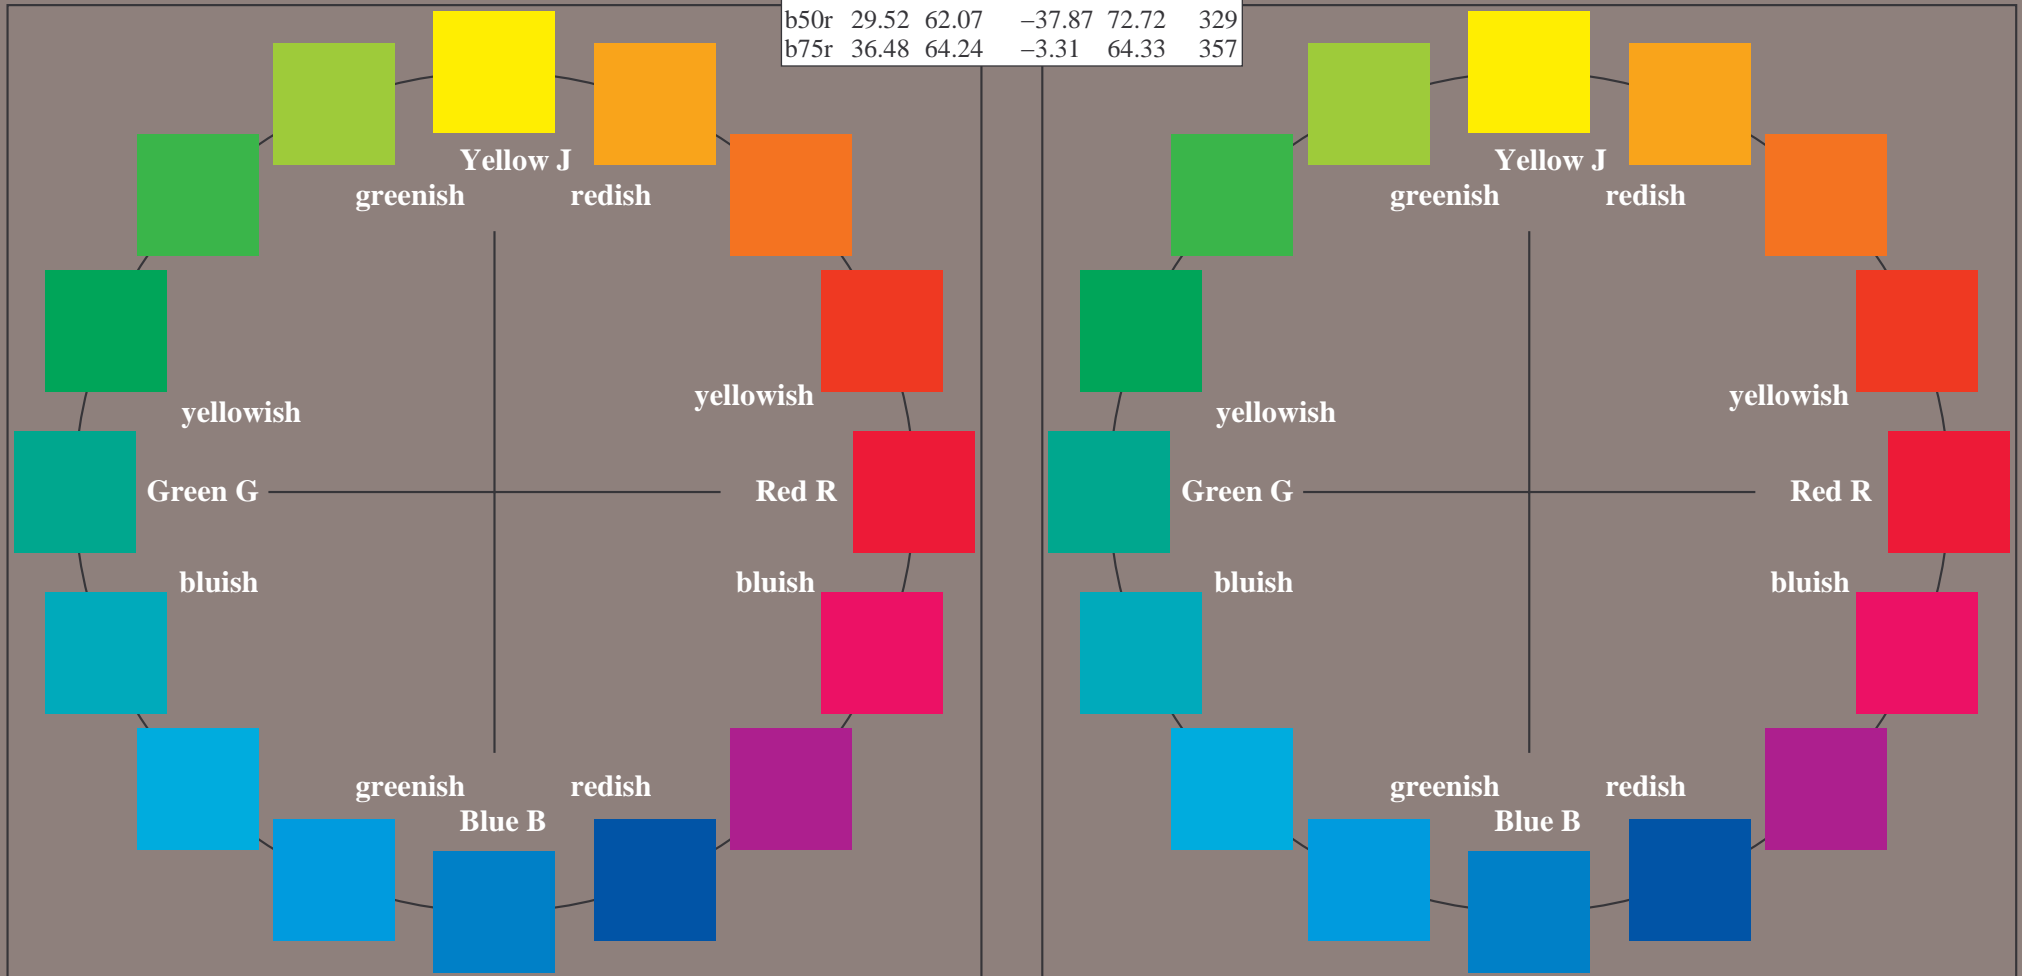 b50r 29.52 62.07 −37.87 72.72 329
b75r 36.48 64.24 −3.31 64.33 357
Yellow J
greenish redish
yellowish
yellowish
Green G Red R
bluish bluish
greenish redish
Blue B
Yellow J
greenish redish
yellowish
yellowish
Green G Red R
bluish bluish
greenish redish
Blue B